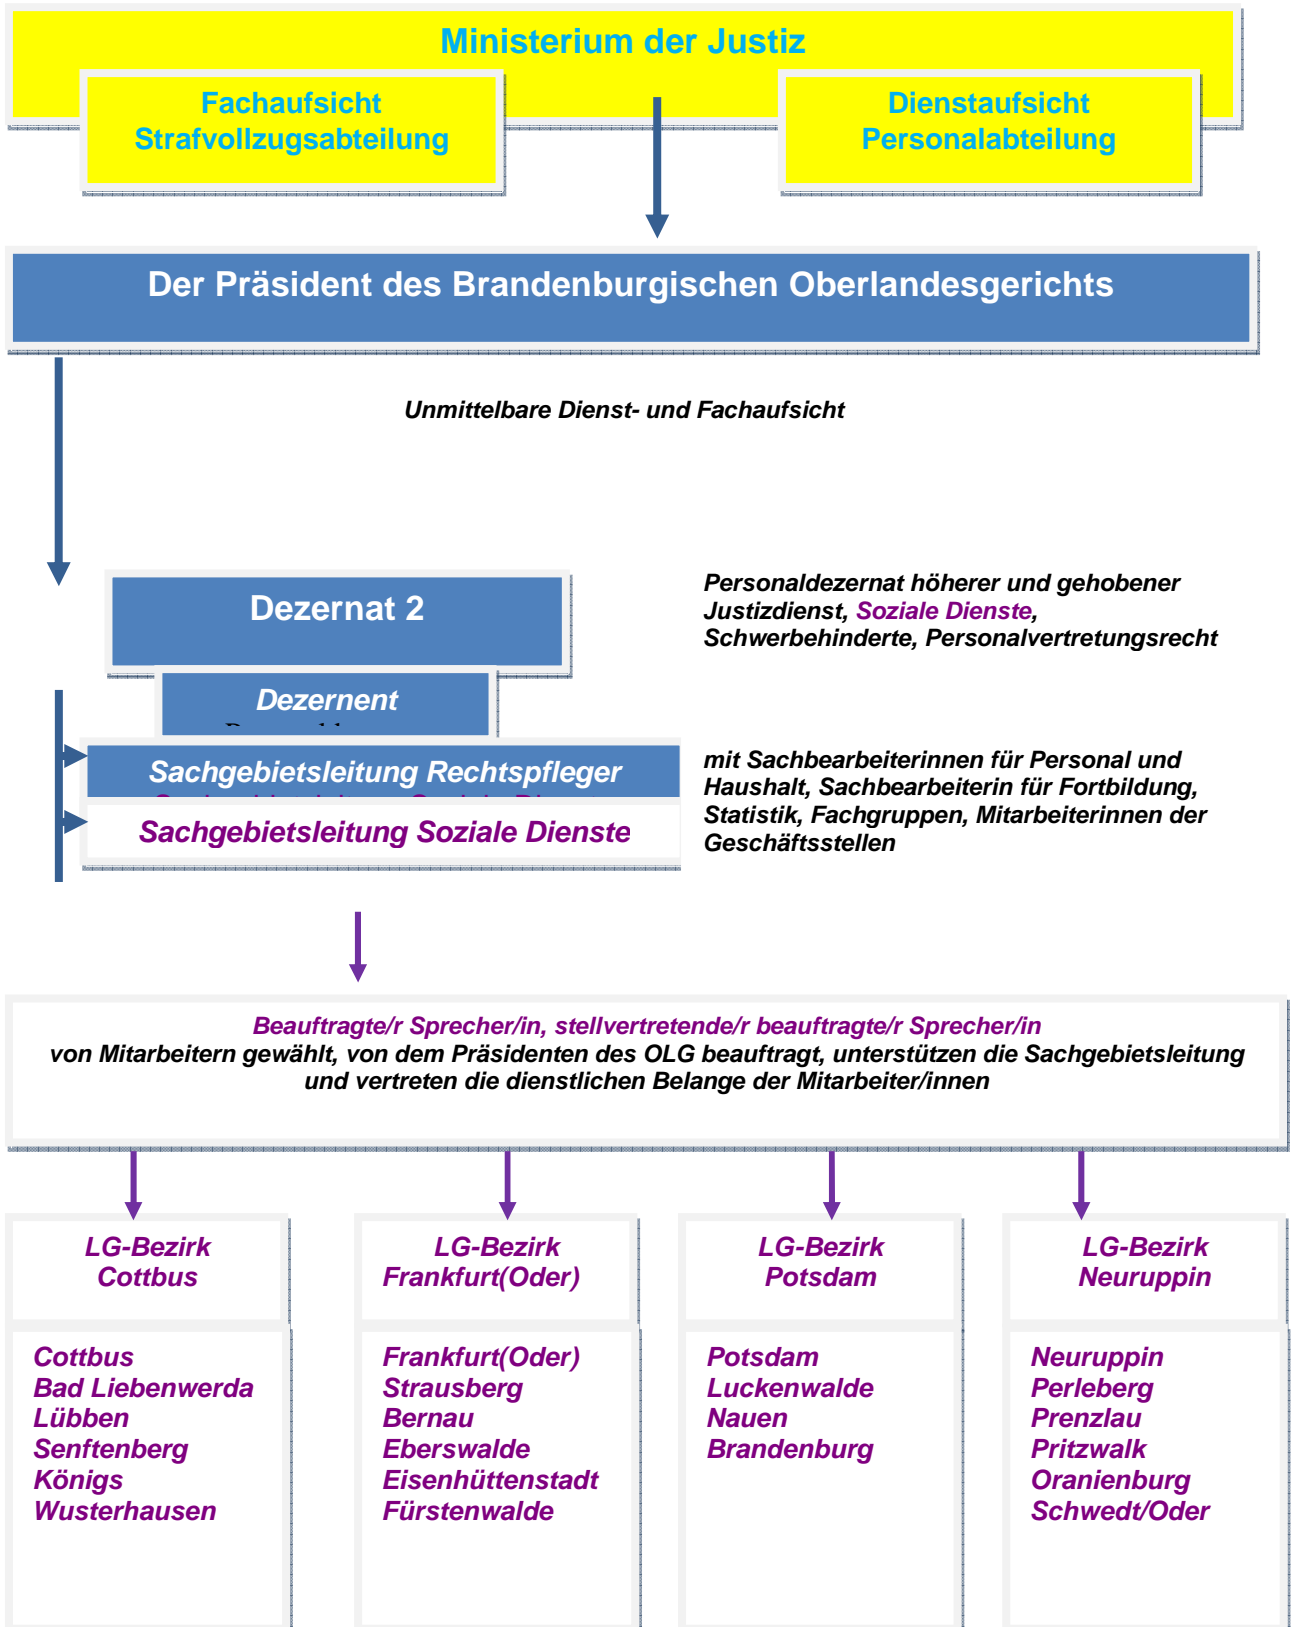 Ministerium der Justiz
Fachaufsicht
Strafvollzugsabteilung
Dienstaufsicht
Personalabteilung
Der Präsident des Brandenburgischen Oberlandesgerichts
Unmittelbare Dienst- und Fachaufsicht
Dezernat 2
Personaldezernat höherer und gehobener
Justizdienst, Soziale Dienste,
Schwerbehinderte, Personalvertretungsrecht
Dezernent
Sachgebietsleitung Rechtspfleger
Sachgebietsleitung Soziale Dienste
mit Sachbearbeiterinnen für Personal und
Haushalt, Sachbearbeiterin für Fortbildung,
Statistik, Fachgruppen, Mitarbeiterinnen der
Geschäftsstellen
Beauftragte/r Sprecher/in, stellvertretende/r beauftragte/r Sprecher/in
von Mitarbeitern gewählt, von dem Präsidenten des OLG beauftragt, unterstützen die Sachgebietsleitung
und vertreten die dienstlichen Belange der Mitarbeiter/innen
LG-Bezirk
Cottbus
Cottbus
Bad Liebenwerda
Lübben
Senftenberg
Königs
Wusterhausen
LG-Bezirk
Frankfurt(Oder)
Frankfurt(Oder)
Strausberg
Bernau
Eberswalde
Eisenhüttenstadt
Fürstenwalde
LG-Bezirk
Potsdam
Potsdam
Luckenwalde
Nauen
Brandenburg
LG-Bezirk
Neuruppin
Neuruppin
Perleberg
Prenzlau
Pritzwalk
Oranienburg
Schwedt/Oder